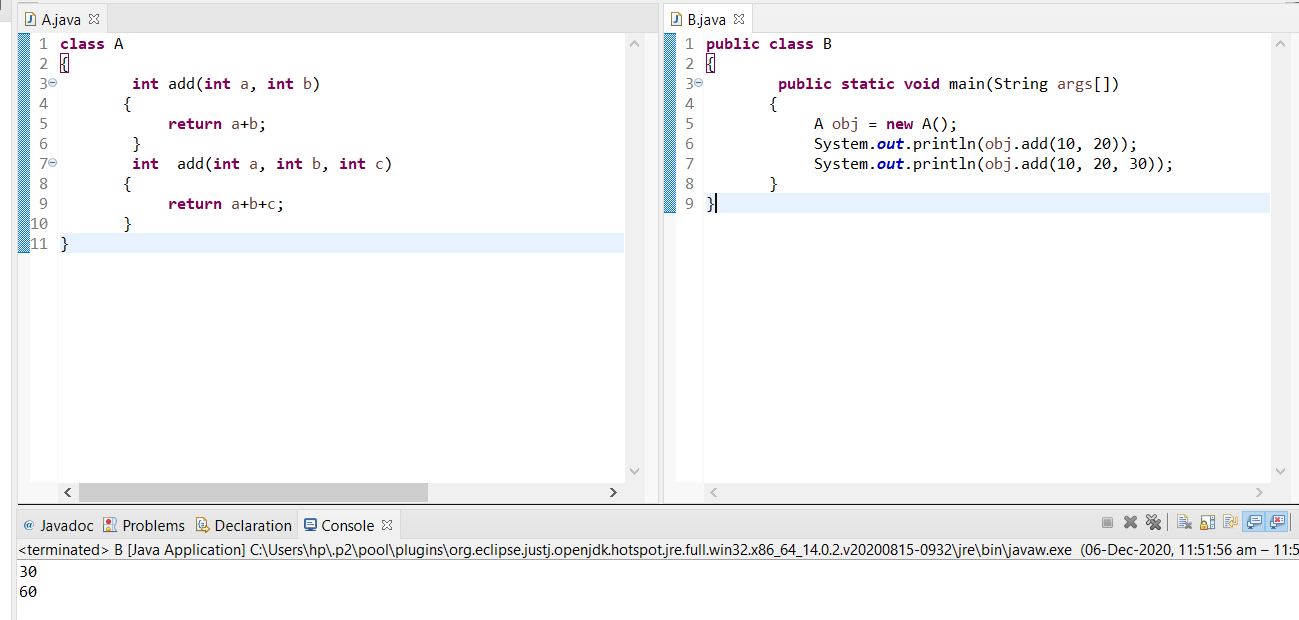 A.java
1 class A
2 {
3 int add(int a, int b)
4 {
5 return a+b;
6 }
7 int  add(int a, int b, int c)
8 {
9 return a+b+c;
10 }
11 }
B.java
1 public class B
2 {
3 public static void main(String args[])
4 {
5 A obj = new A();
6 System.out.println(obj.add(10, 20));
7 System.out.println(obj.add(10, 20, 30));
8 }
9 }
@ Javadoc Problems Declaration Console
<terminated> B [Java Application] C:\Users\hp\.p2\pool\plugins\org.eclipse.justj.openjdk.hotspot.jre.full.win32.x86_64_14.0.2.v20200815-0932\jre\bin\javaw.exe (06-Dec-2020, 11:51:56 am – 11:5
30
60